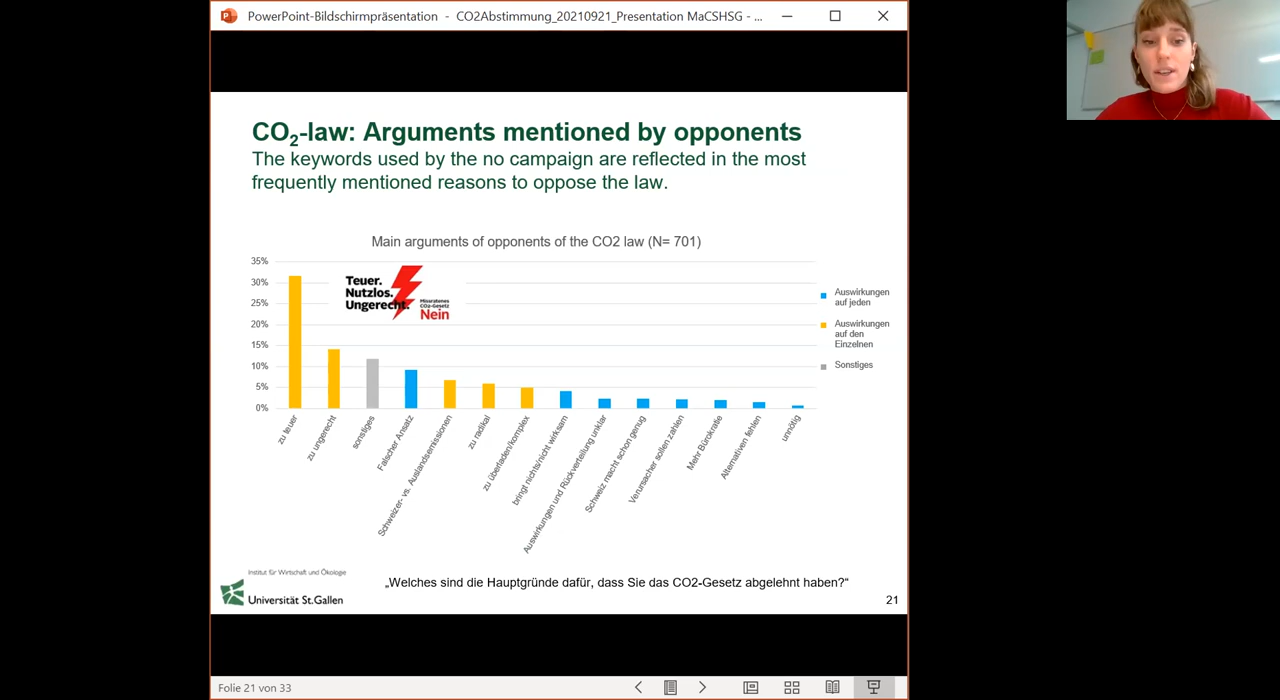 PowerPoint-Bildschirmpräsentation - CO2Abstimmung_20210921_Presentation MaCSHSG - ...
CO2-law: Arguments mentioned by opponents
The keywords used by the no campaign are reflected in the most
frequently mentioned reasons to oppose the law.
Main arguments of opponents of the CO2 law (N= 701)
35%
30%
25%
20%
15%
10%
5%
0%
Teuer.
Nutzlos.
Ungerecht.
Missratenes
CO2-Gesetz
Nein
Auswirkungen
auf jeden
Auswirkungen
auf den
Einzelnen
Sonstiges
zu teuer
zu ungerecht
sonstiges
Falscher Ansatz
Schweizer- vs. Auslandsemissionen
zu radikal
zu überladen/komplex
bringt nichts/nicht wirksam
Auswirkungen und Rückverteilung unklar
Schweiz macht schon genug
Verursacher sollen zahlen
Mehr Bürokratie
Alternativen fehlen
unnötig
Institut für Wirtschaft und Ökologie
Universität St.Gallen
„Welches sind die Hauptgründe dafür, dass Sie das CO2-Gesetz abgelehnt haben?“
21
Folie 21 von 33